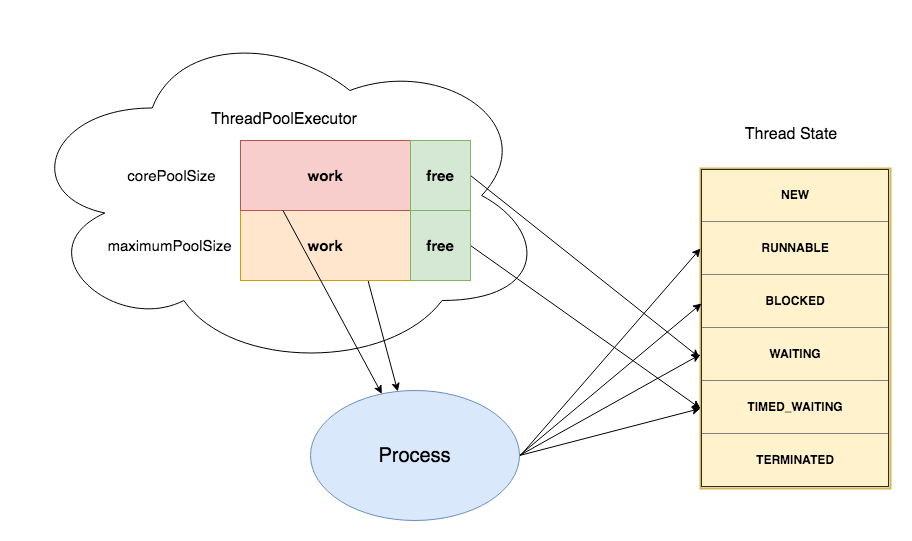 ThreadPoolExecutor
corePoolSize
work
free
maximumPoolSize
work
free
Process
Thread State
NEW
RUNNABLE
BLOCKED
WAITING
TIMED_WAITING
TERMINATED